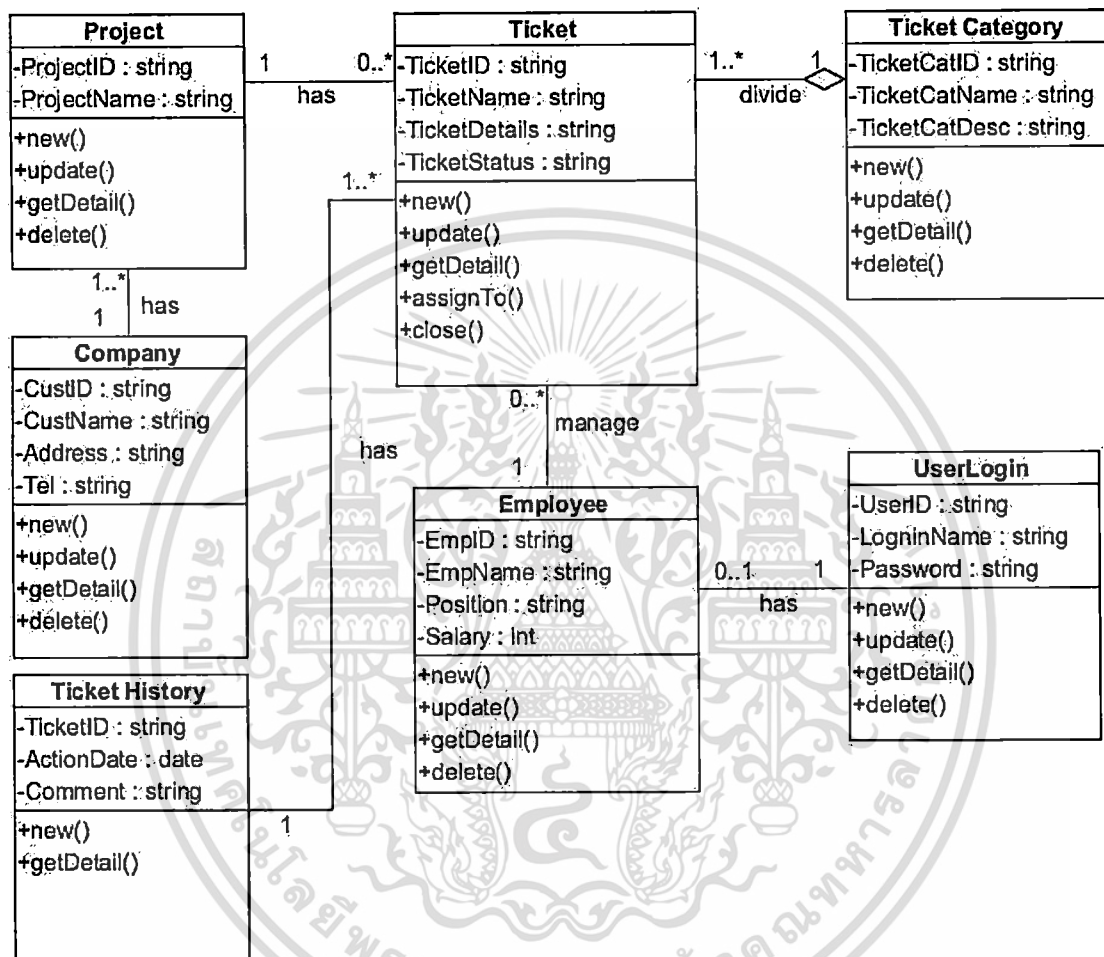 Project
-ProjectID : string
-ProjectName : string
+new()
+update()
+getDetail()
+delete()
1
0..*
has
Ticket
-TicketID : string
-TicketName : string
-TicketDetails : string
-TicketStatus : string
+new()
+update()
+getDetail()
+assignTo()
+close()
1..*
1
divide
Ticket Category
-TicketCatID : string
-TicketCatName : string
-TicketCatDesc : string
+new()
+update()
+getDetail()
+delete()
1..*
1..*
has
1
Company
-CustID : string
-CustName : string
-Address : string
-Tel : string
+new()
+update()
+getDetail()
+delete()
has
0..*
manage
1
Employee
-EmpID : string
-EmpName : string
-Position : string
-Salary : int
+new()
+update()
+getDetail()
+delete()
0..1
1
has
UserLogin
-UserID : string
-LogninName : string
-Password : string
+new()
+update()
+getDetail()
+delete()
Ticket History
-TicketID : string
-ActionDate : date
-Comment : string
+new()
+getDetail()
1